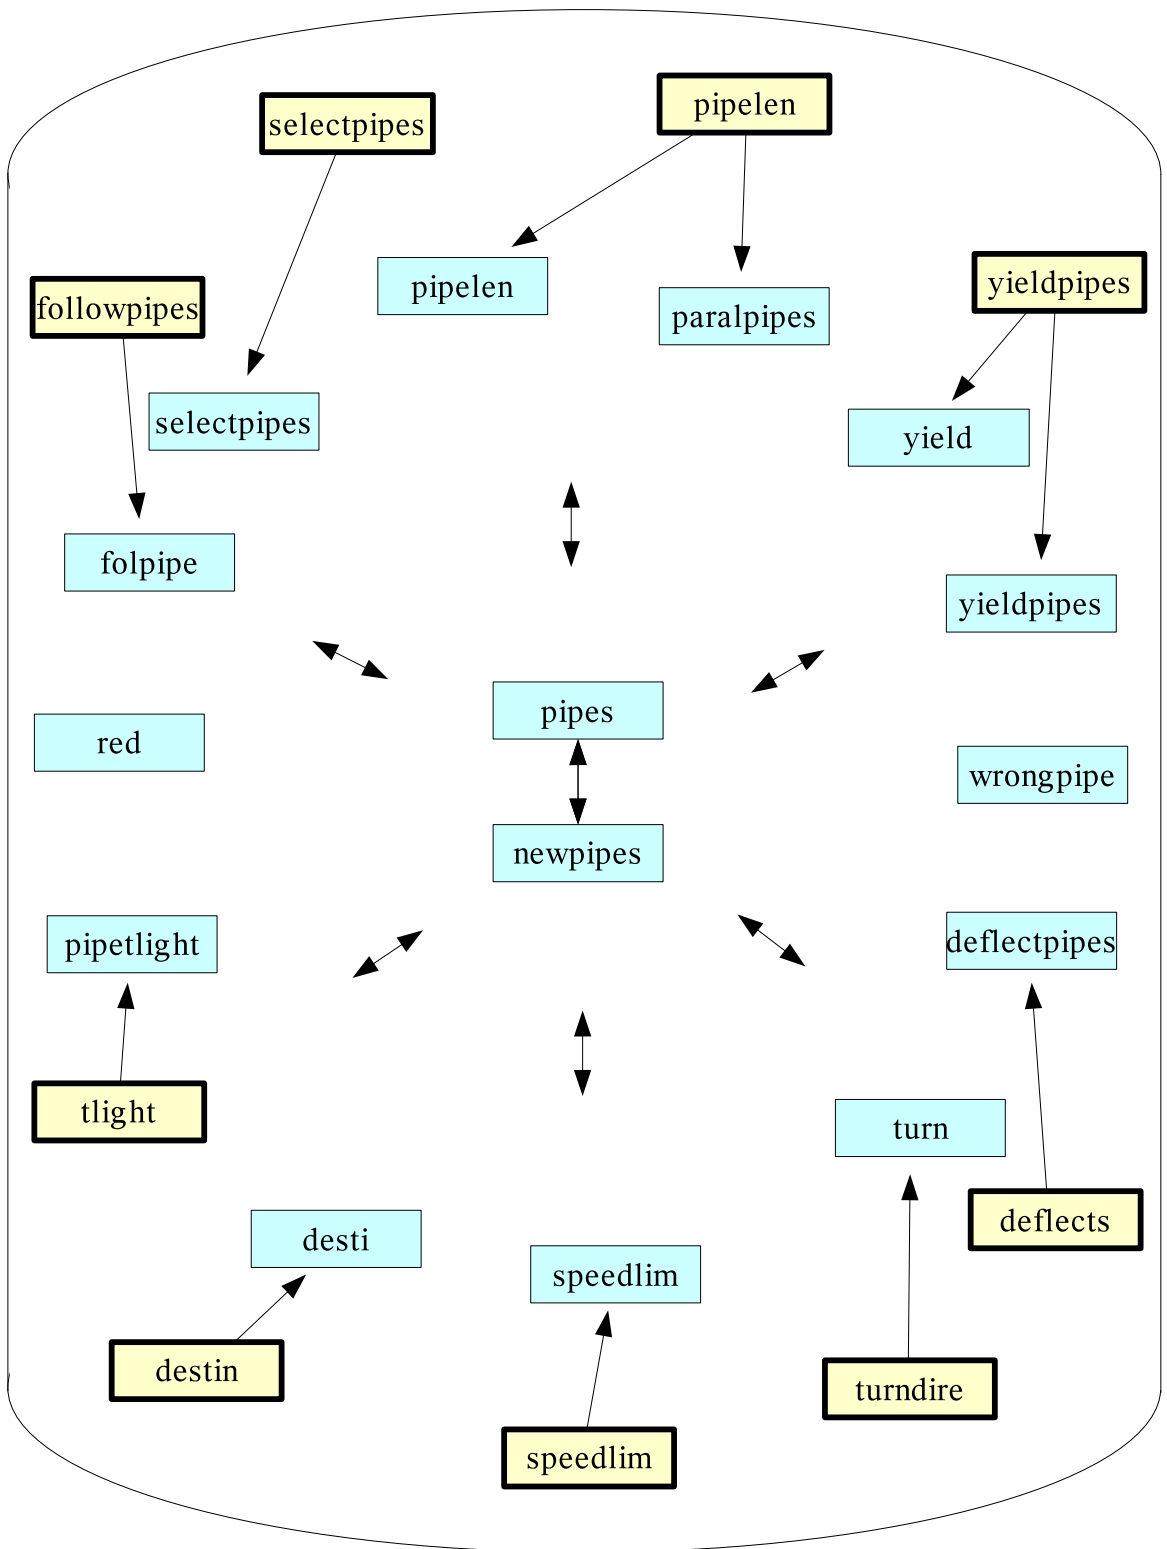 pipelen
selectpipes
yieldpipes
pipelen
followpipes
paralpipes
selectpipes
yield
folpipe
yieldpipes
pipes
red
wrongpipe
newpipes
deflectpipes
pipetlight
tlight
turn
deflects
desti
speedlim
destin
turndire
speedlim